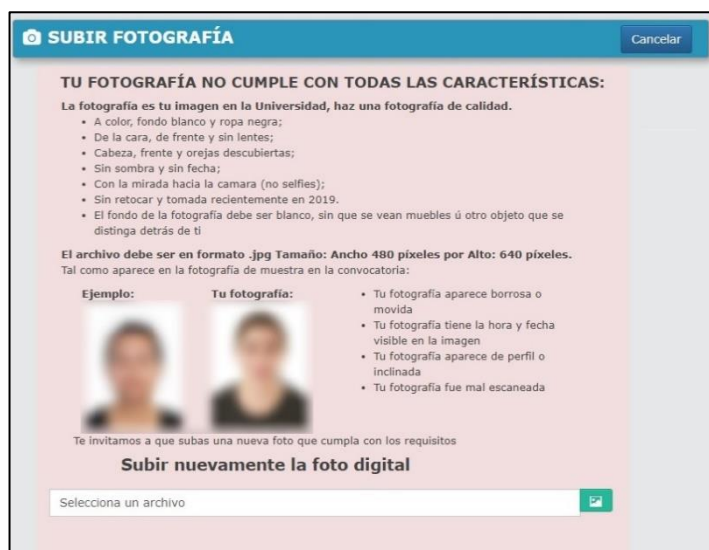 SUBIR FOTOGRAFÍA
Cancelar
TU FOTOGRAFÍA NO CUMPLE CON TODAS LAS CARACTERÍSTICAS:
La fotografía es tu imagen en la Universidad, haz una fotografía de calidad.
• A color, fondo blanco y ropa negra;
• De la cara, de frente y sin lentes;
• Cabeza, frente y orejas descubiertas;
• Sin sombra y sin fecha;
• Con la mirada hacia la camara (no selfies);
• Sin retocar y tomada recientemente en 2019.
• El fondo de la fotografía debe ser blanco, sin que se vean muebles ú otro objeto que se
distinga detrás de ti
El archivo debe ser en formato .jpg Tamaño: Ancho 480 píxeles por Alto: 640 píxeles.
Tal como aparece en la fotografía de muestra en la convocatoria:
Ejemplo:
Tu fotografía:
• Tu fotografía aparece borrosa o
movida
• Tu fotografía tiene la hora y fecha
visible en la imagen
• Tu fotografía aparece de perfil o
inclinada
• Tu fotografía fue mal escaneada
Te invitamos a que subas una nueva foto que cumpla con los requisitos
Subir nuevamente la foto digital
Selecciona un archivo